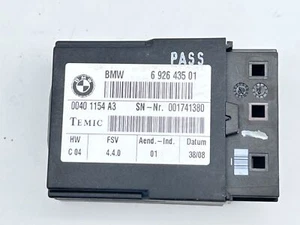 PASS
BMW 6 926 435 01
0040 1154 A3 SN-Nr. 001741380
TEMIC
HW FSV Aend.-Ind. Datum
C 04 4.4.0 01 38/08